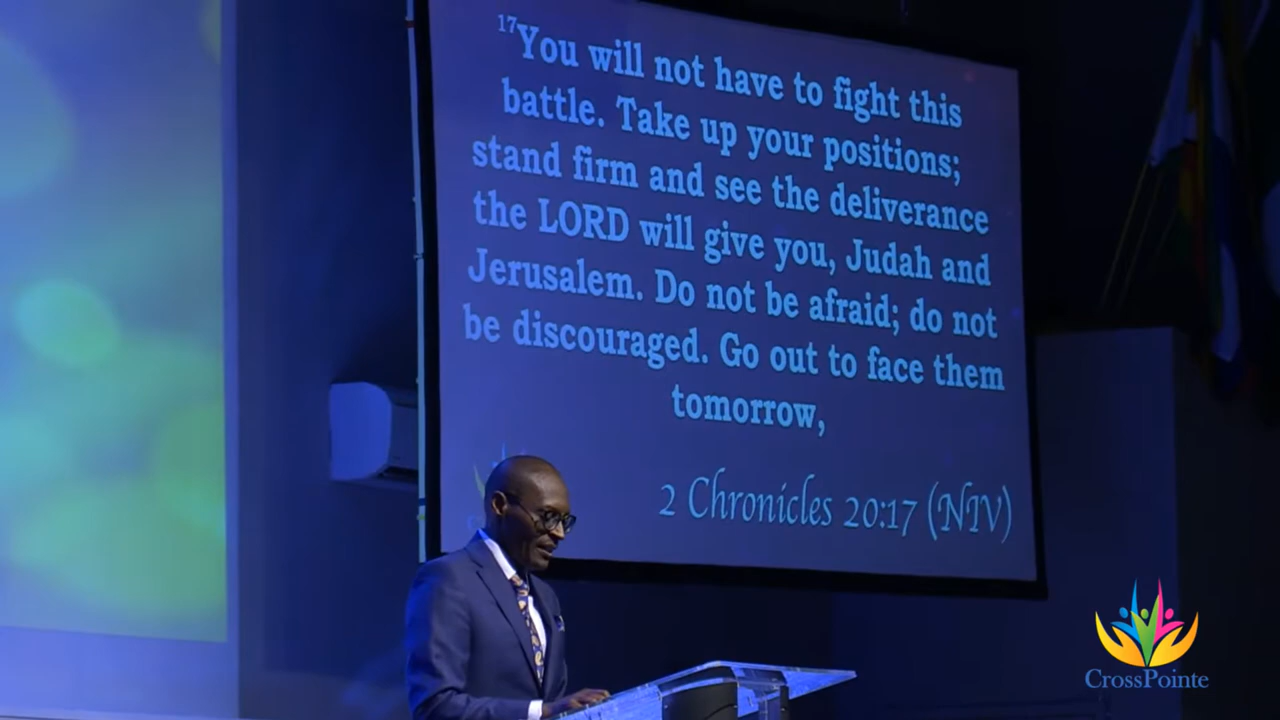 ¹⁷You will not have to fight this
battle. Take up your positions;
stand firm and see the deliverance
the LORD will give you, Judah and
Jerusalem. Do not be afraid; do not
be discouraged. Go out to face them
tomorrow,
2 Chronicles 20:17 (NIV)
CrossPointe